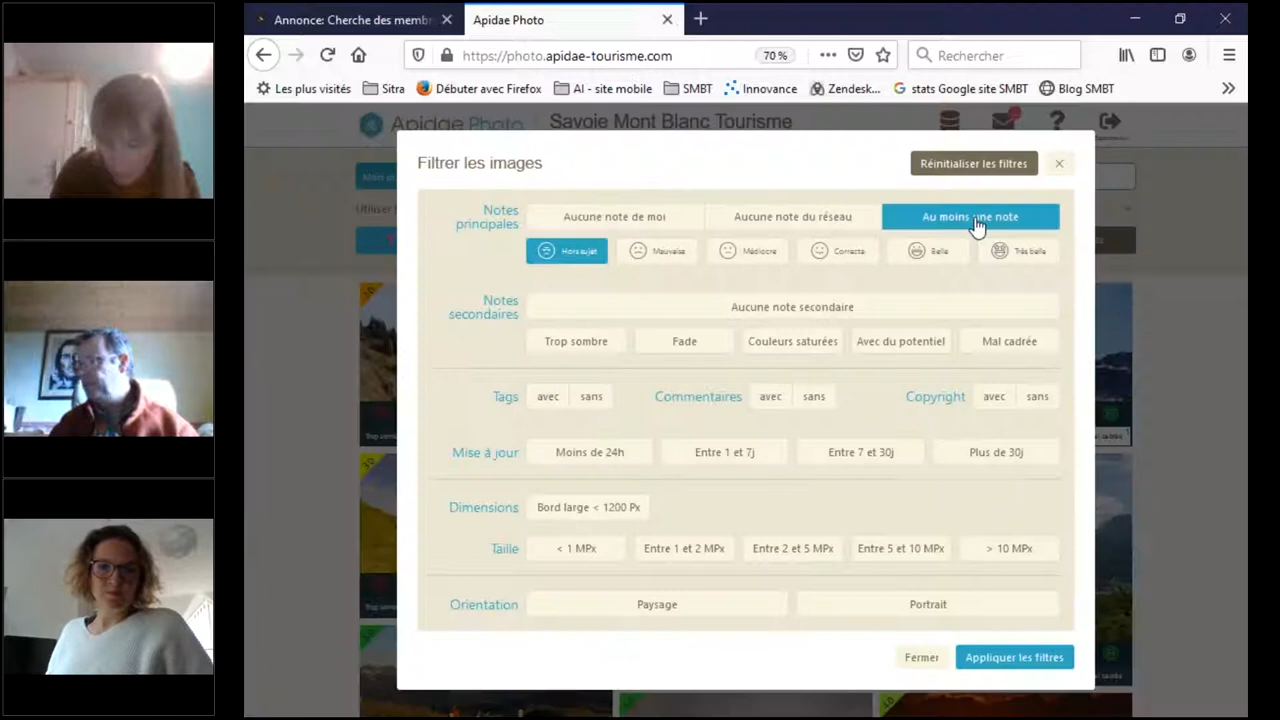 Annonce: Cherche des membr
Apidae Photo
https://photo.apidae-tourisme.com
70 %
Rechercher
Les plus visités
Sitra
Débuter avec Firefox
AI - site mobile
SMBT
Innovance
Zendesk...
stats Google site SMBT
Blog SMBT
Apidae Photo
Savoie Mont Blanc Tourisme
Filtrer les images
Réinitialiser les filtres
Notes principales
Aucune note de moi
Aucune note du réseau
Au moins une note
Hors sujet
Mauvaise
Médiocre
Correcte
Belle
Très belle
Notes secondaires
Aucune note secondaire
Trop sombre
Fade
Couleurs saturées
Avec du potentiel
Mal cadrée
Tags
avec
sans
Commentaires
avec
sans
Copyright
avec
sans
Mise à jour
Moins de 24h
Entre 1 et 7j
Entre 7 et 30j
Plus de 30j
Dimensions
Bord large < 1200 Px
Taille
< 1 MPx
Entre 1 et 2 MPx
Entre 2 et 5 MPx
Entre 5 et 10 MPx
> 10 MPx
Orientation
Paysage
Portrait
Fermer
Appliquer les filtres